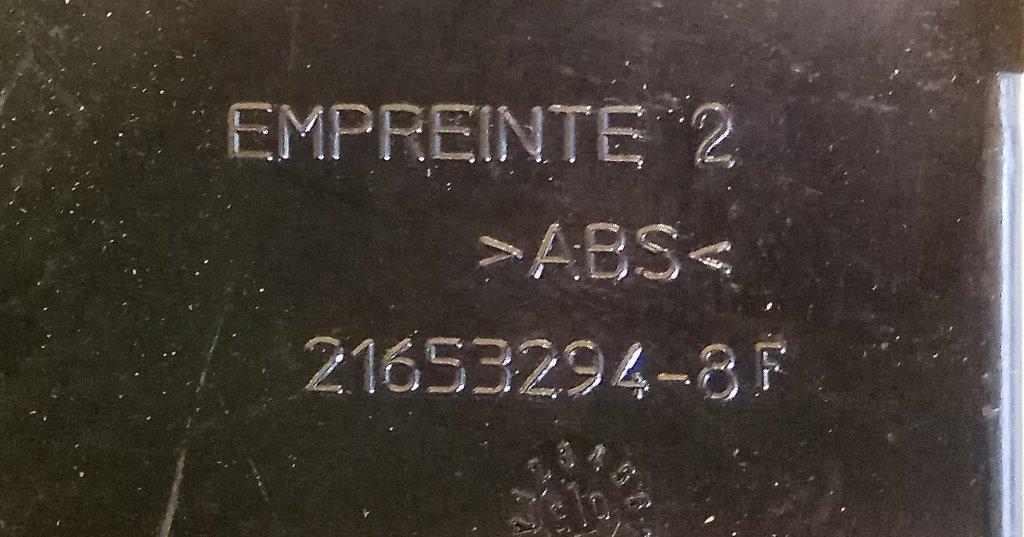 EMPREINTE 2
>ABS<
21653294-8F